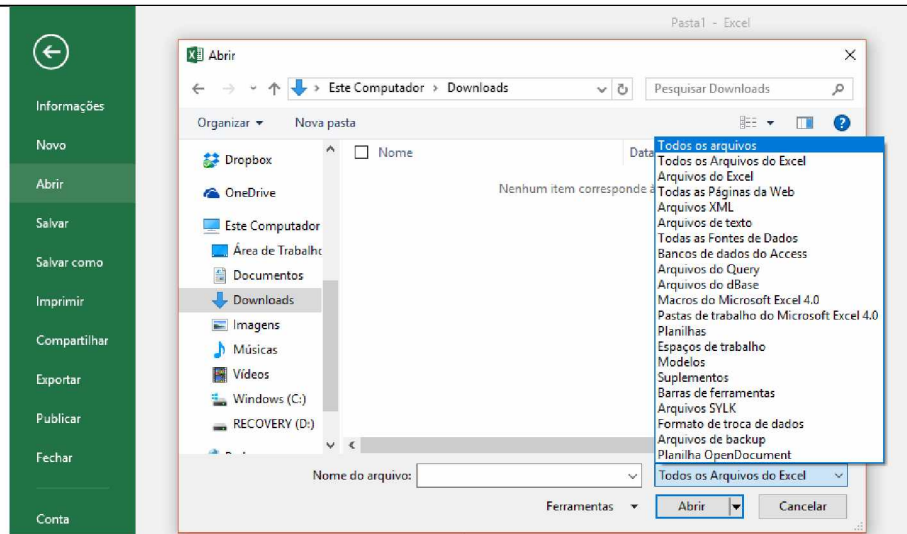 Pasta1 - Excel
Informações
Novo
Abrir
Salvar
Salvar como
Imprimir
Compartilhar
Exportar
Publicar
Fechar
Conta
Abrir
Este Computador > Downloads
Pesquisar Downloads
Organizar
Nova pasta
Dropbox
OneDrive
Este Computador
Área de Trabalho
Documentos
Downloads
Imagens
Músicas
Vídeos
Windows (C:)
RECOVERY (D:)
Nome
Data
Nenhum item corresponde
Todos os arquivos
Todos os Arquivos do Excel
Arquivos do Excel
Todas as Páginas da Web
Arquivos XML
Arquivos de texto
Todas as Fontes de Dados
Bancos de dados do Access
Arquivos do Query
Arquivos do dBase
Macros do Microsoft Excel 4.0
Pastas de trabalho do Microsoft Excel 4.0
Planilhas
Espaços de trabalho
Modelos
Suplementos
Barras de ferramentas
Arquivos SYLK
Formato de troca de dados
Arquivos de backup
Planilha OpenDocument
Nome do arquivo:
Todos os Arquivos do Excel
Ferramentas
Abrir
Cancelar